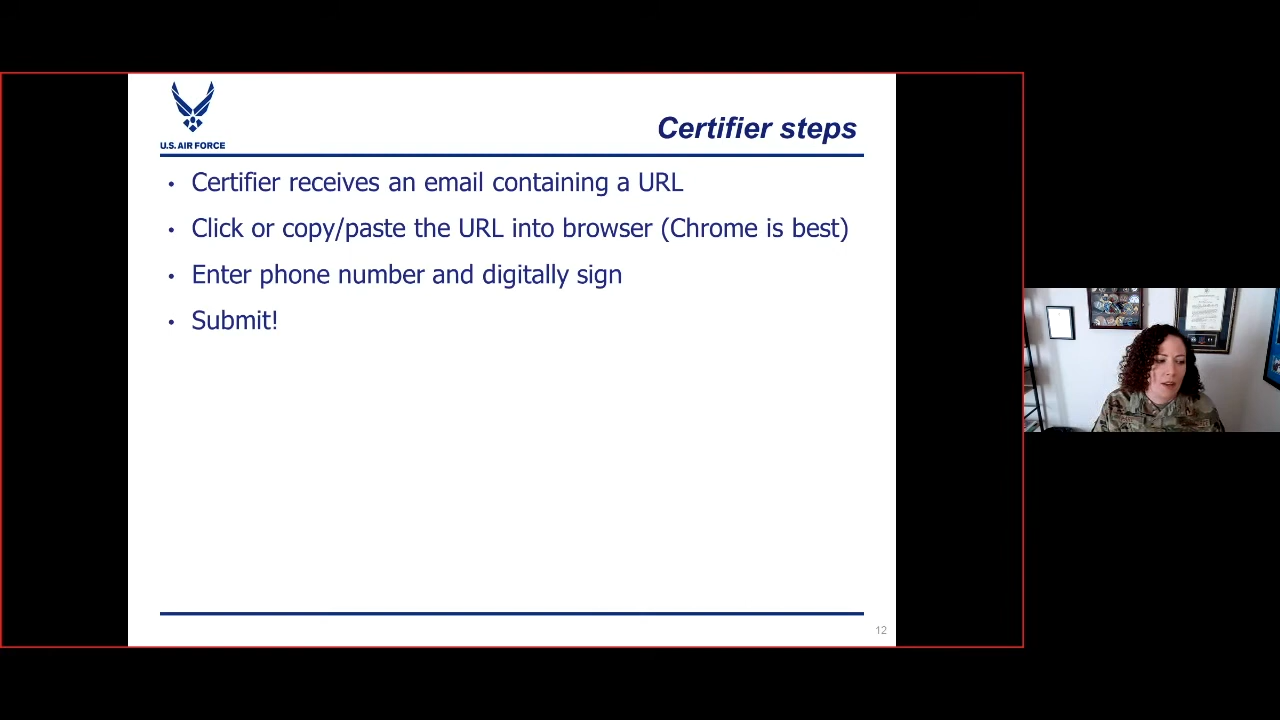 U.S. AIR FORCE
Certifier steps
• Certifier receives an email containing a URL
• Click or copy/paste the URL into browser (Chrome is best)
• Enter phone number and digitally sign
• Submit!
12